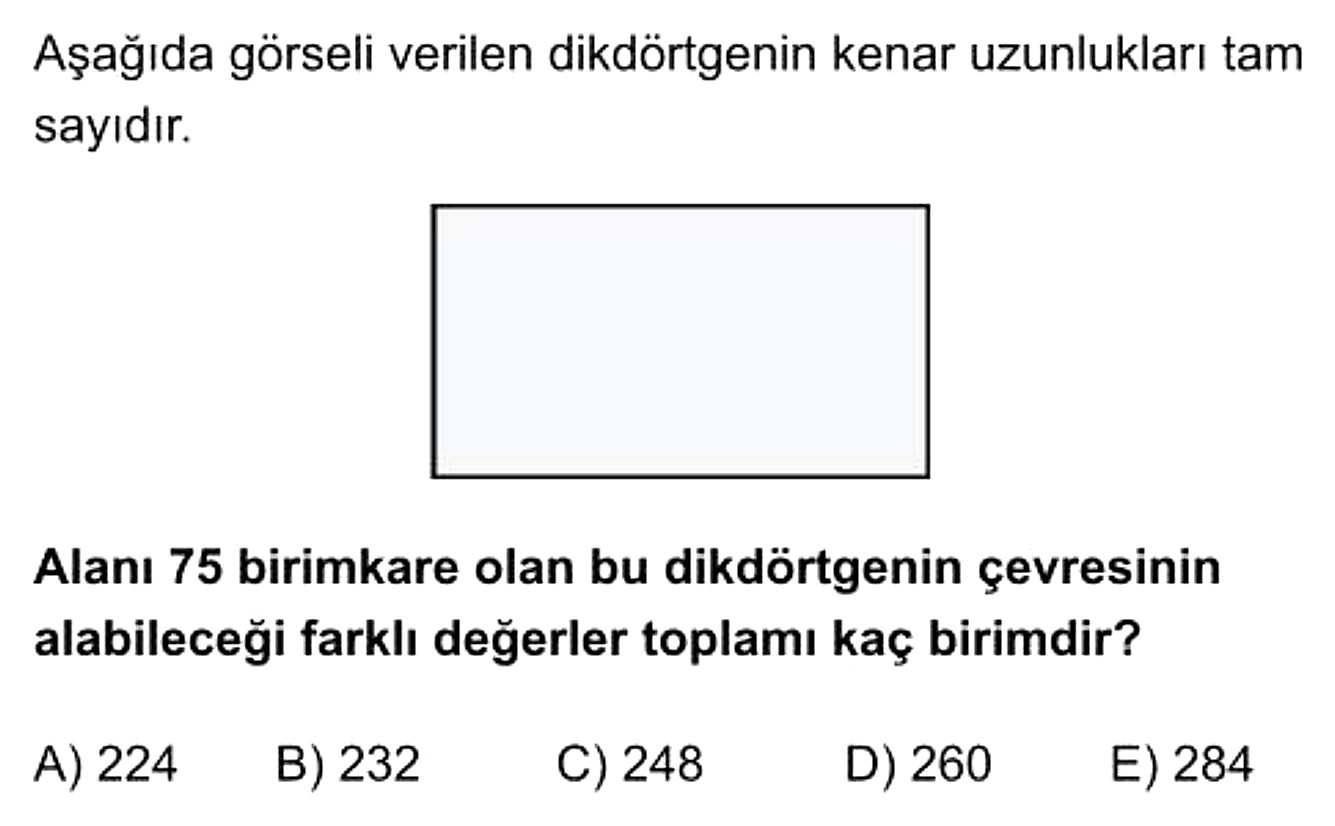 Aşağıda görseli verilen dikdörtgenin kenar uzunlukları tam
sayıdır.
Alanı 75 birimkare olan bu dikdörtgenin çevresinin
alabileceği farklı değerler toplamı kaç birimdir?
A) 224 B) 232 C) 248 D) 260 E) 284